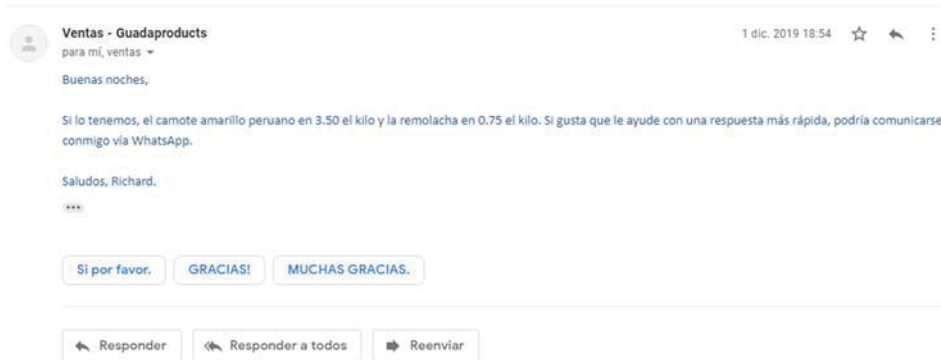 Ventas - Guadaproducts
1 dic. 2019 18:54
para mí, ventas
Buenas noches,
Si lo tenemos, el camote amarillo peruano en 3.50 el kilo y la remolacha en 0.75 el kilo. Si gusta que le ayude con una respuesta más rápida, podría comunicarse
conmigo vía WhatsApp.
Saludos, Richard.
Si por favor.
GRACIAS!
MUCHAS GRACIAS.
Responder
Responder a todos
Reenviar